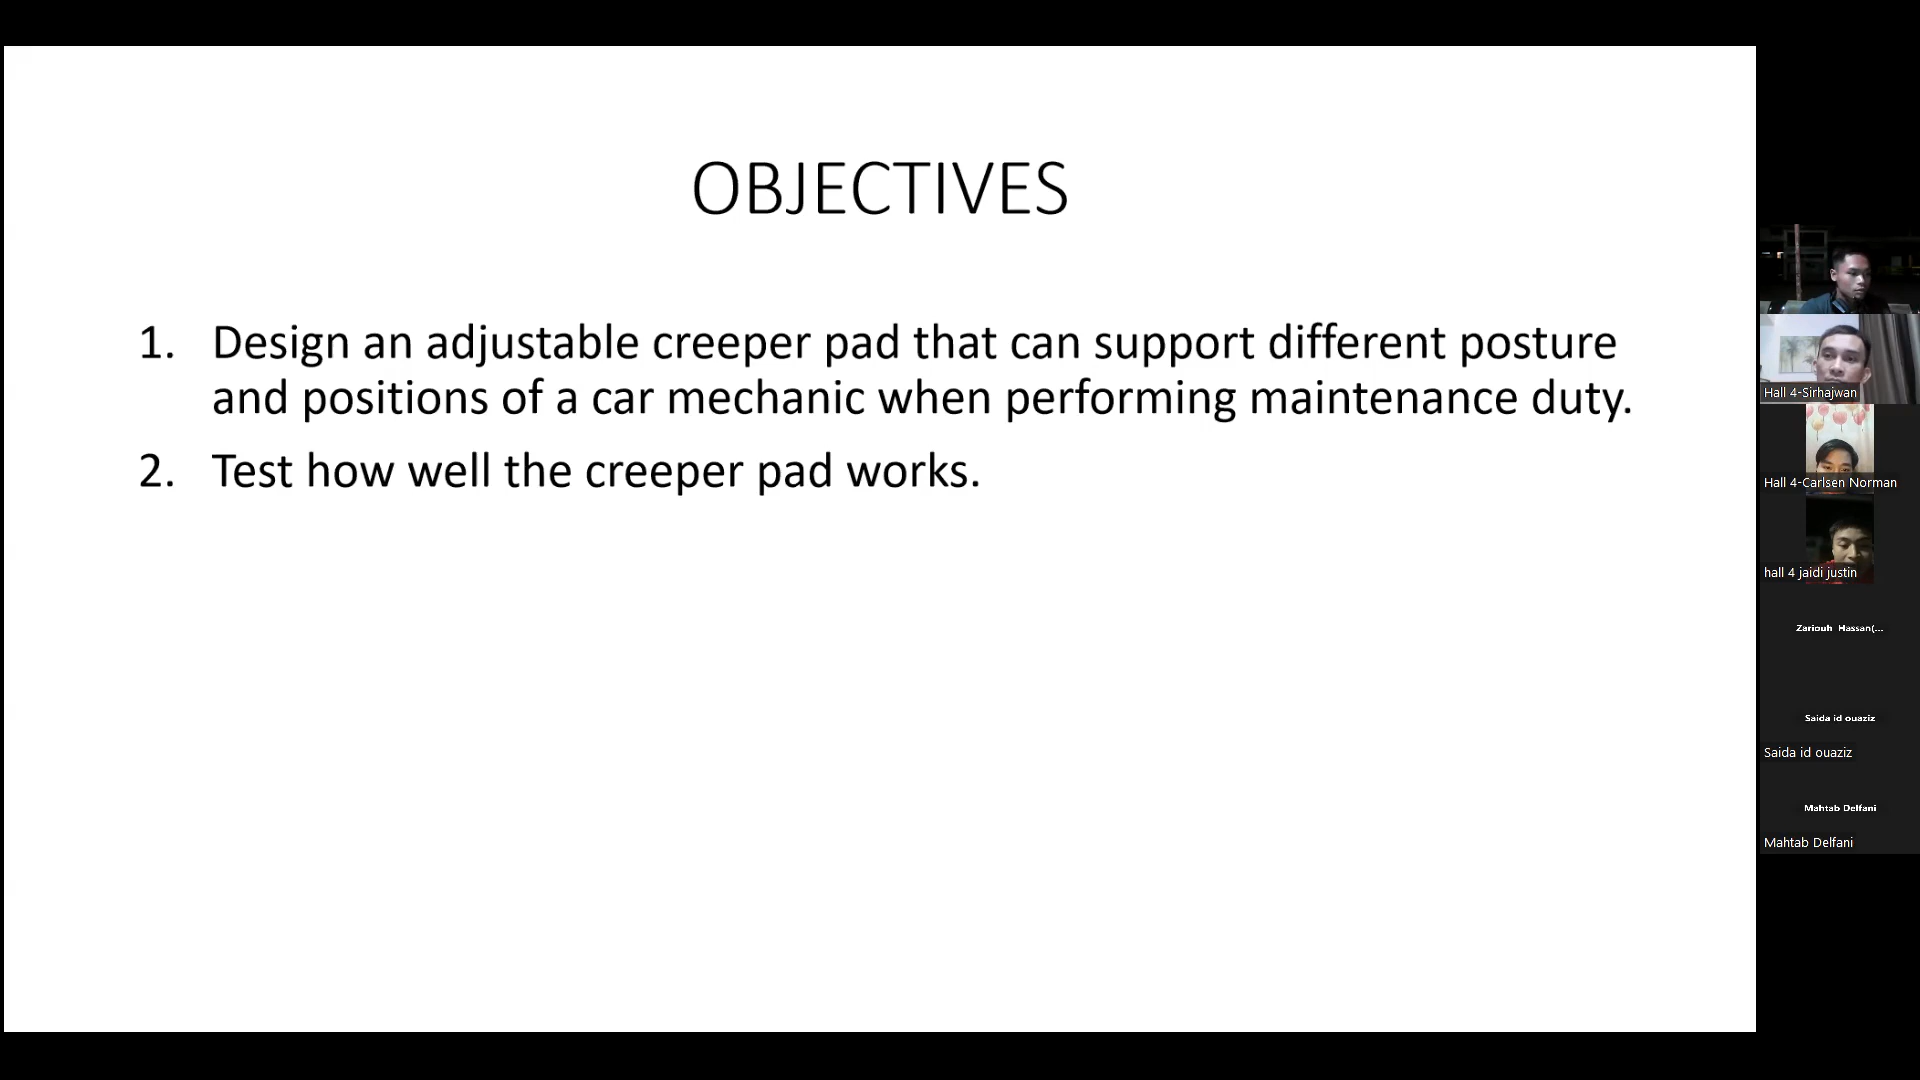 OBJECTIVES
1. Design an adjustable creeper pad that can support different posture
and positions of a car mechanic when performing maintenance duty.
2. Test how well the creeper pad works.
Hall 4-Sirhajwan
Hall 4-Carlsen Norman
hall 4 jaidi justin
Zariouh Hassan(...
Saida id ouaziz
Saida id ouaziz
Mahtab Delfani
Mahtab Delfani